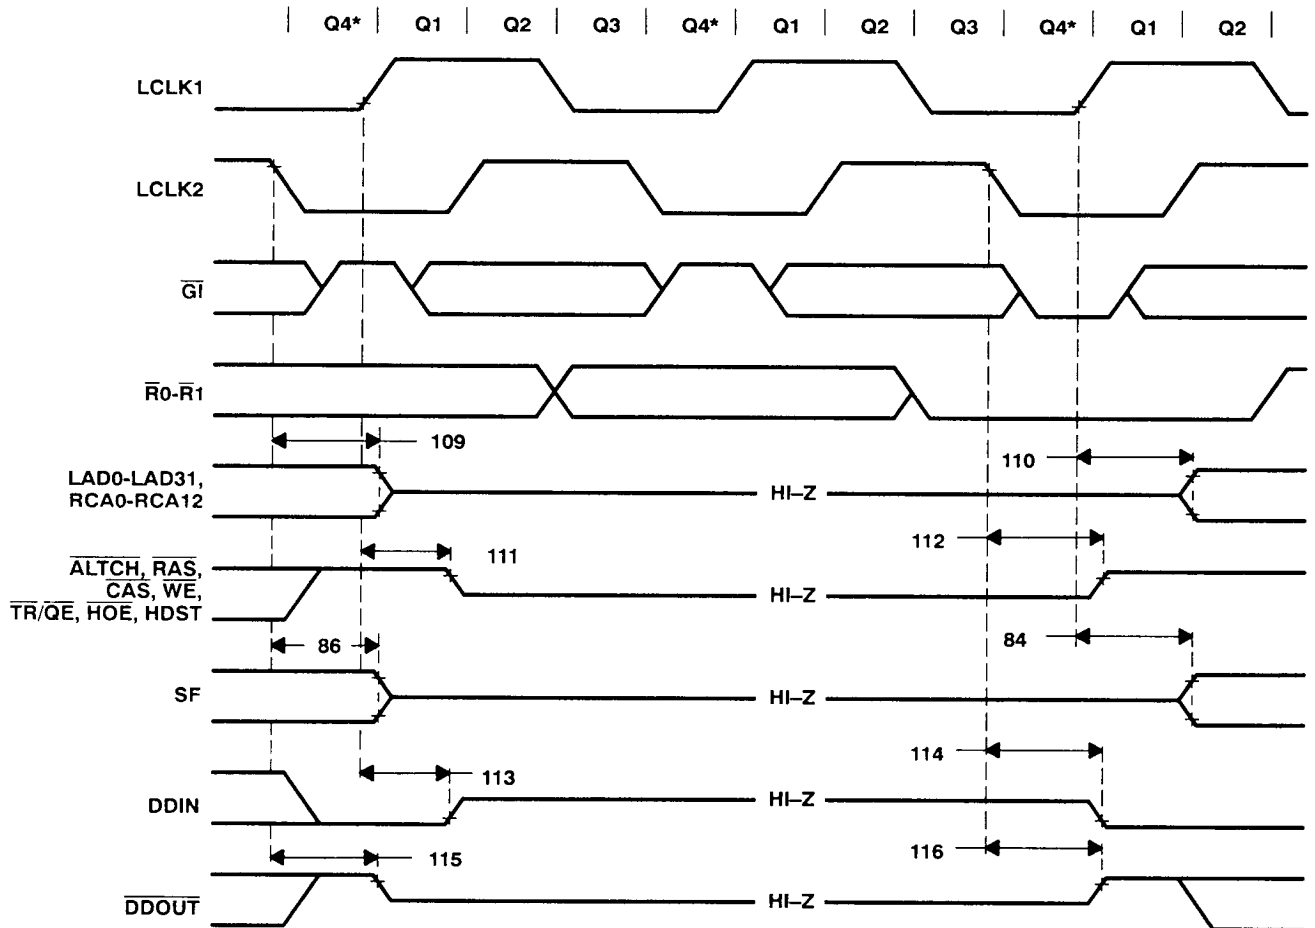 Q4* Q1 Q2 Q3 Q4* Q1 Q2 Q3 Q4* Q1 Q2
LCLK1
LCLK2
GI
R0-R1
109
110
LAD0-LAD31,
RCA0-RCA12
HI–Z
111
112
ALTCH, RAS,
CAS, WE,
TR/QE, HOE, HDST
HI–Z
86
84
SF
HI–Z
113
114
DDIN
HI–Z
115
116
DDOUT
HI–Z